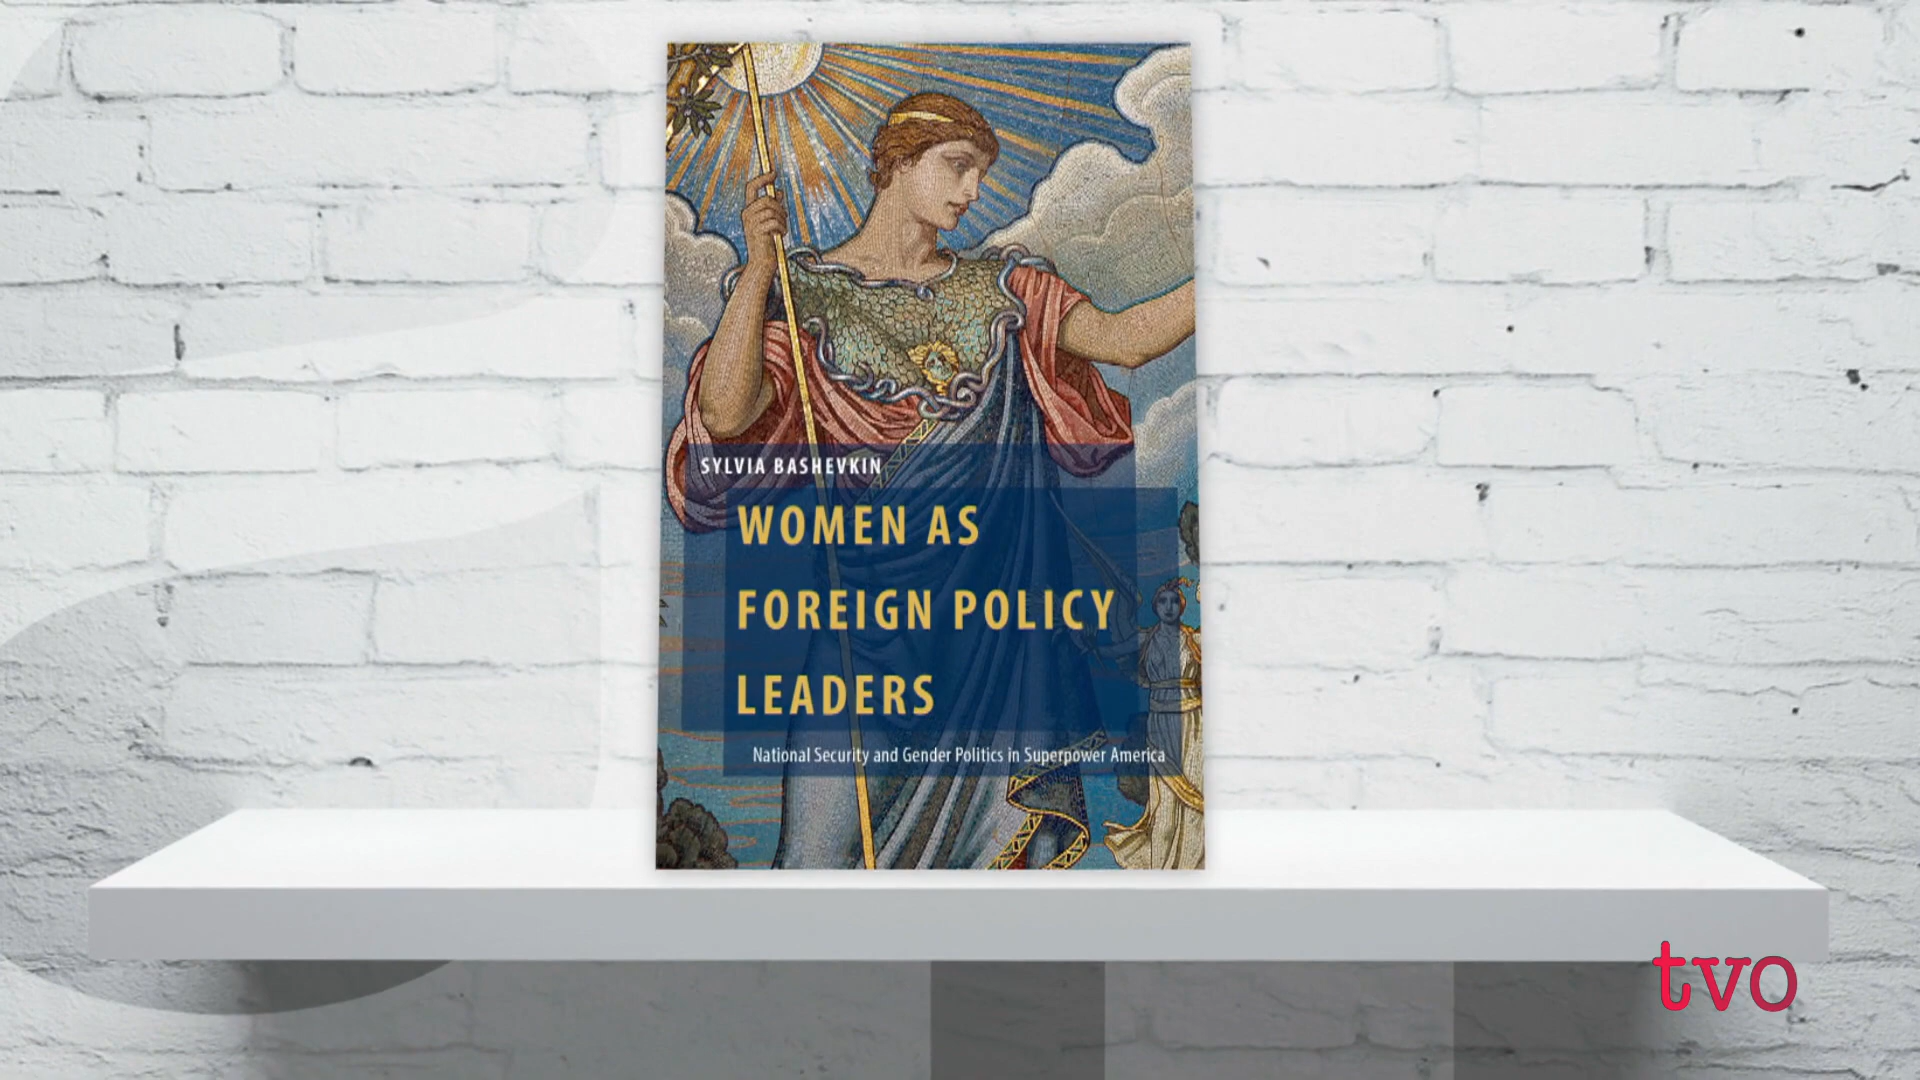 SYLVIA BASHEVKIN
WOMEN AS
FOREIGN POLICY
LEADERS
National Security and Gender Politics in Superpower America
tvo